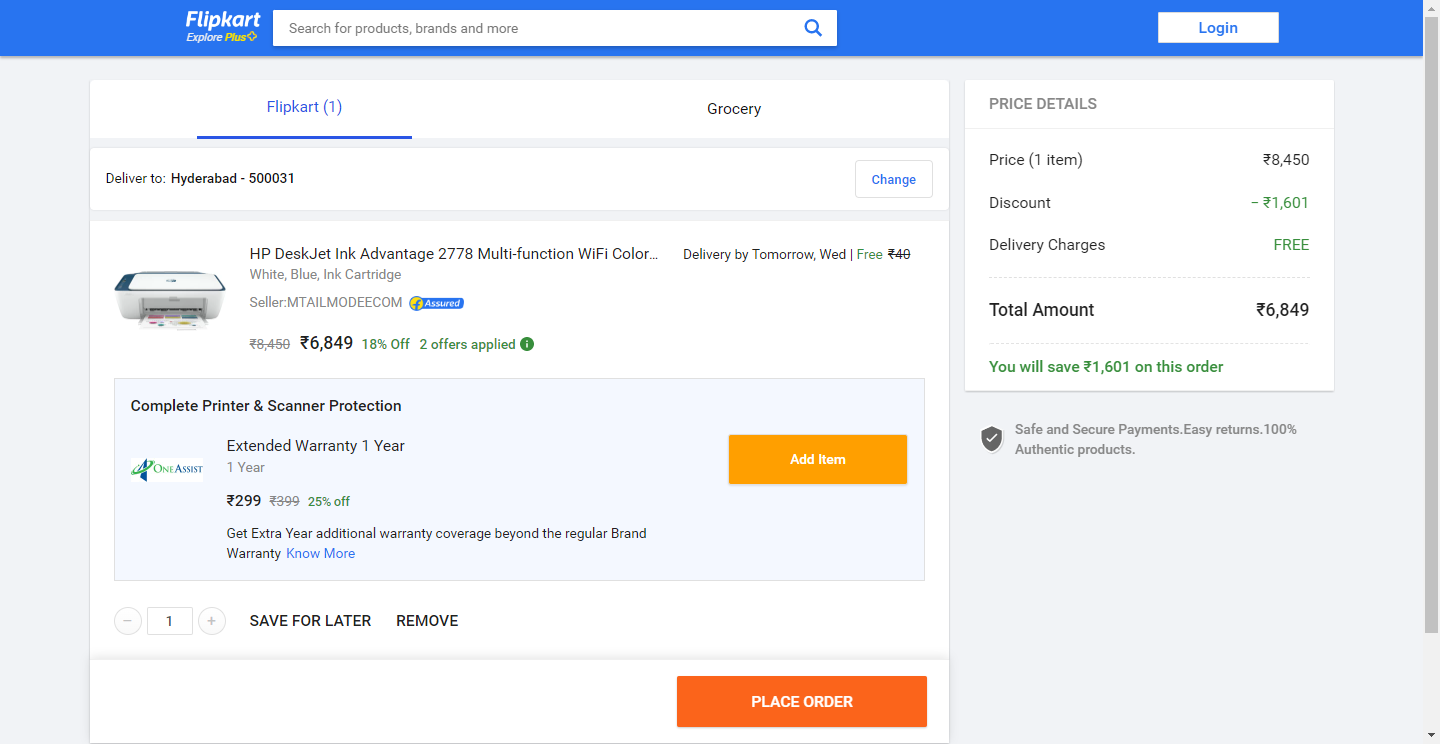 Flipkart
Explore Plus
Search for products, brands and more
Login
Flipkart (1)
Grocery
Deliver to: Hyderabad - 500031
Change
HP DeskJet Ink Advantage 2778 Multi-function WiFi Color...
White, Blue, Ink Cartridge
Seller:MTAILMODEECOM
Assured
₹8,450 ₹6,849 18% Off 2 offers applied
Delivery by Tomorrow, Wed | Free ₹40
Complete Printer & Scanner Protection
ONEASSIST
Extended Warranty 1 Year
1 Year
₹299 ₹399 25% off
Get Extra Year additional warranty coverage beyond the regular Brand
Warranty Know More
Add Item
− 1 +
SAVE FOR LATER
REMOVE
PLACE ORDER
PRICE DETAILS
Price (1 item) ₹8,450
Discount − ₹1,601
Delivery Charges FREE
Total Amount ₹6,849
You will save ₹1,601 on this order
Safe and Secure Payments.Easy returns.100%
Authentic products.